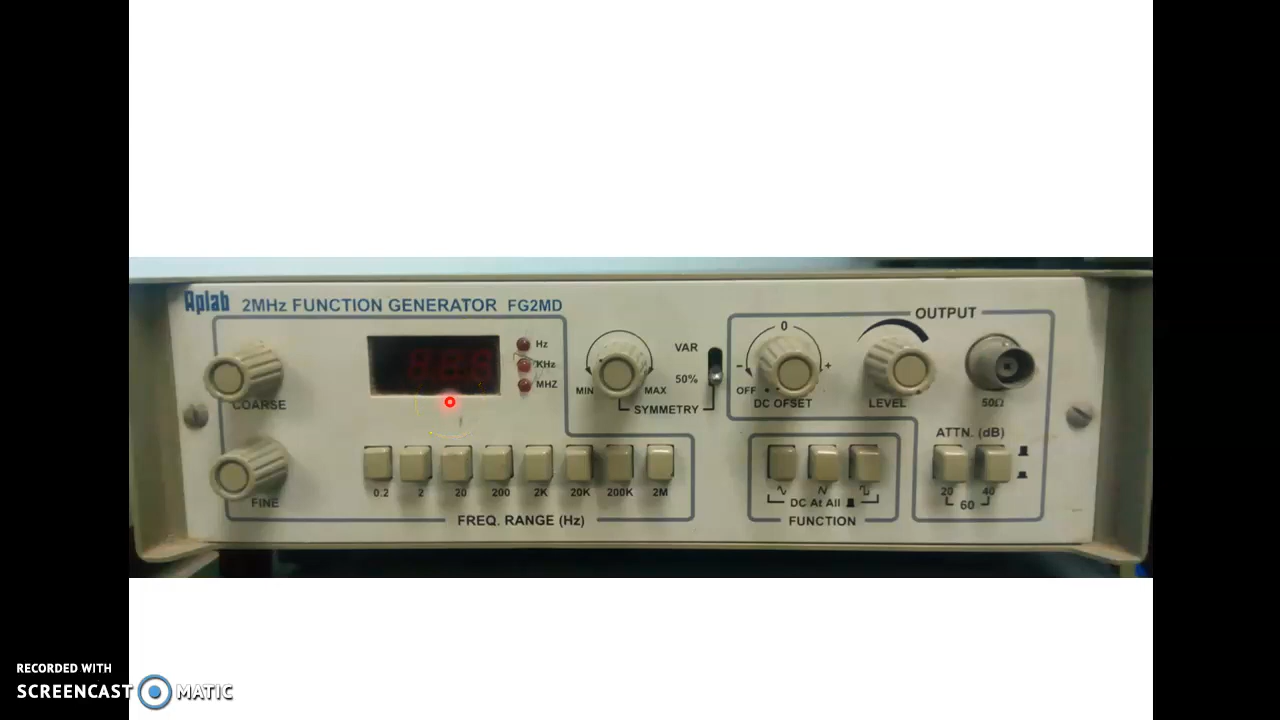 Aplab 2MHz FUNCTION GENERATOR FG2MD
COARSE
FINE
Hz
KHz
MHZ
0.2 2 20 200 2K 20K 200K 2M
FREQ. RANGE (Hz)
MIN MAX
SYMMETRY
VAR
50%
OUTPUT
- 0 +
OFF
DC OFSET
LEVEL
50Ω
DC At All
FUNCTION
ATTN. (dB)
20 40
60
RECORDED WITH
SCREENCAST MATIC